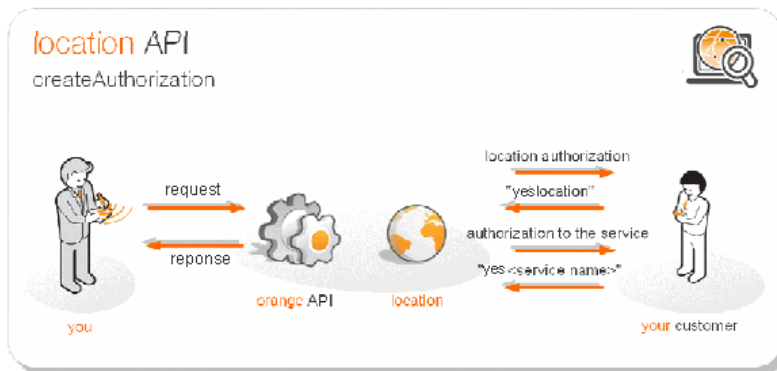 location API
createAuthorization
location authorization
request
"yeslocation"
authorization to the service
reponse
"yes<service name>"
orange API
location
you
your customer